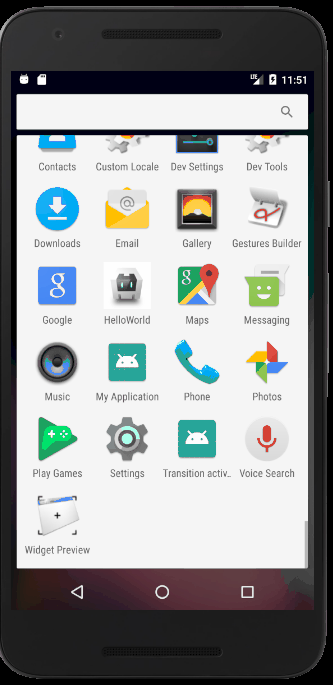 LTE 11:51
Contacts Custom Locale Dev Settings Dev Tools
Downloads Email Gallery Gestures Builder
g
Google HelloWorld Maps Messaging
Music My Application Phone Photos
Play Games Settings Transition activ.. Voice Search
Widget Preview